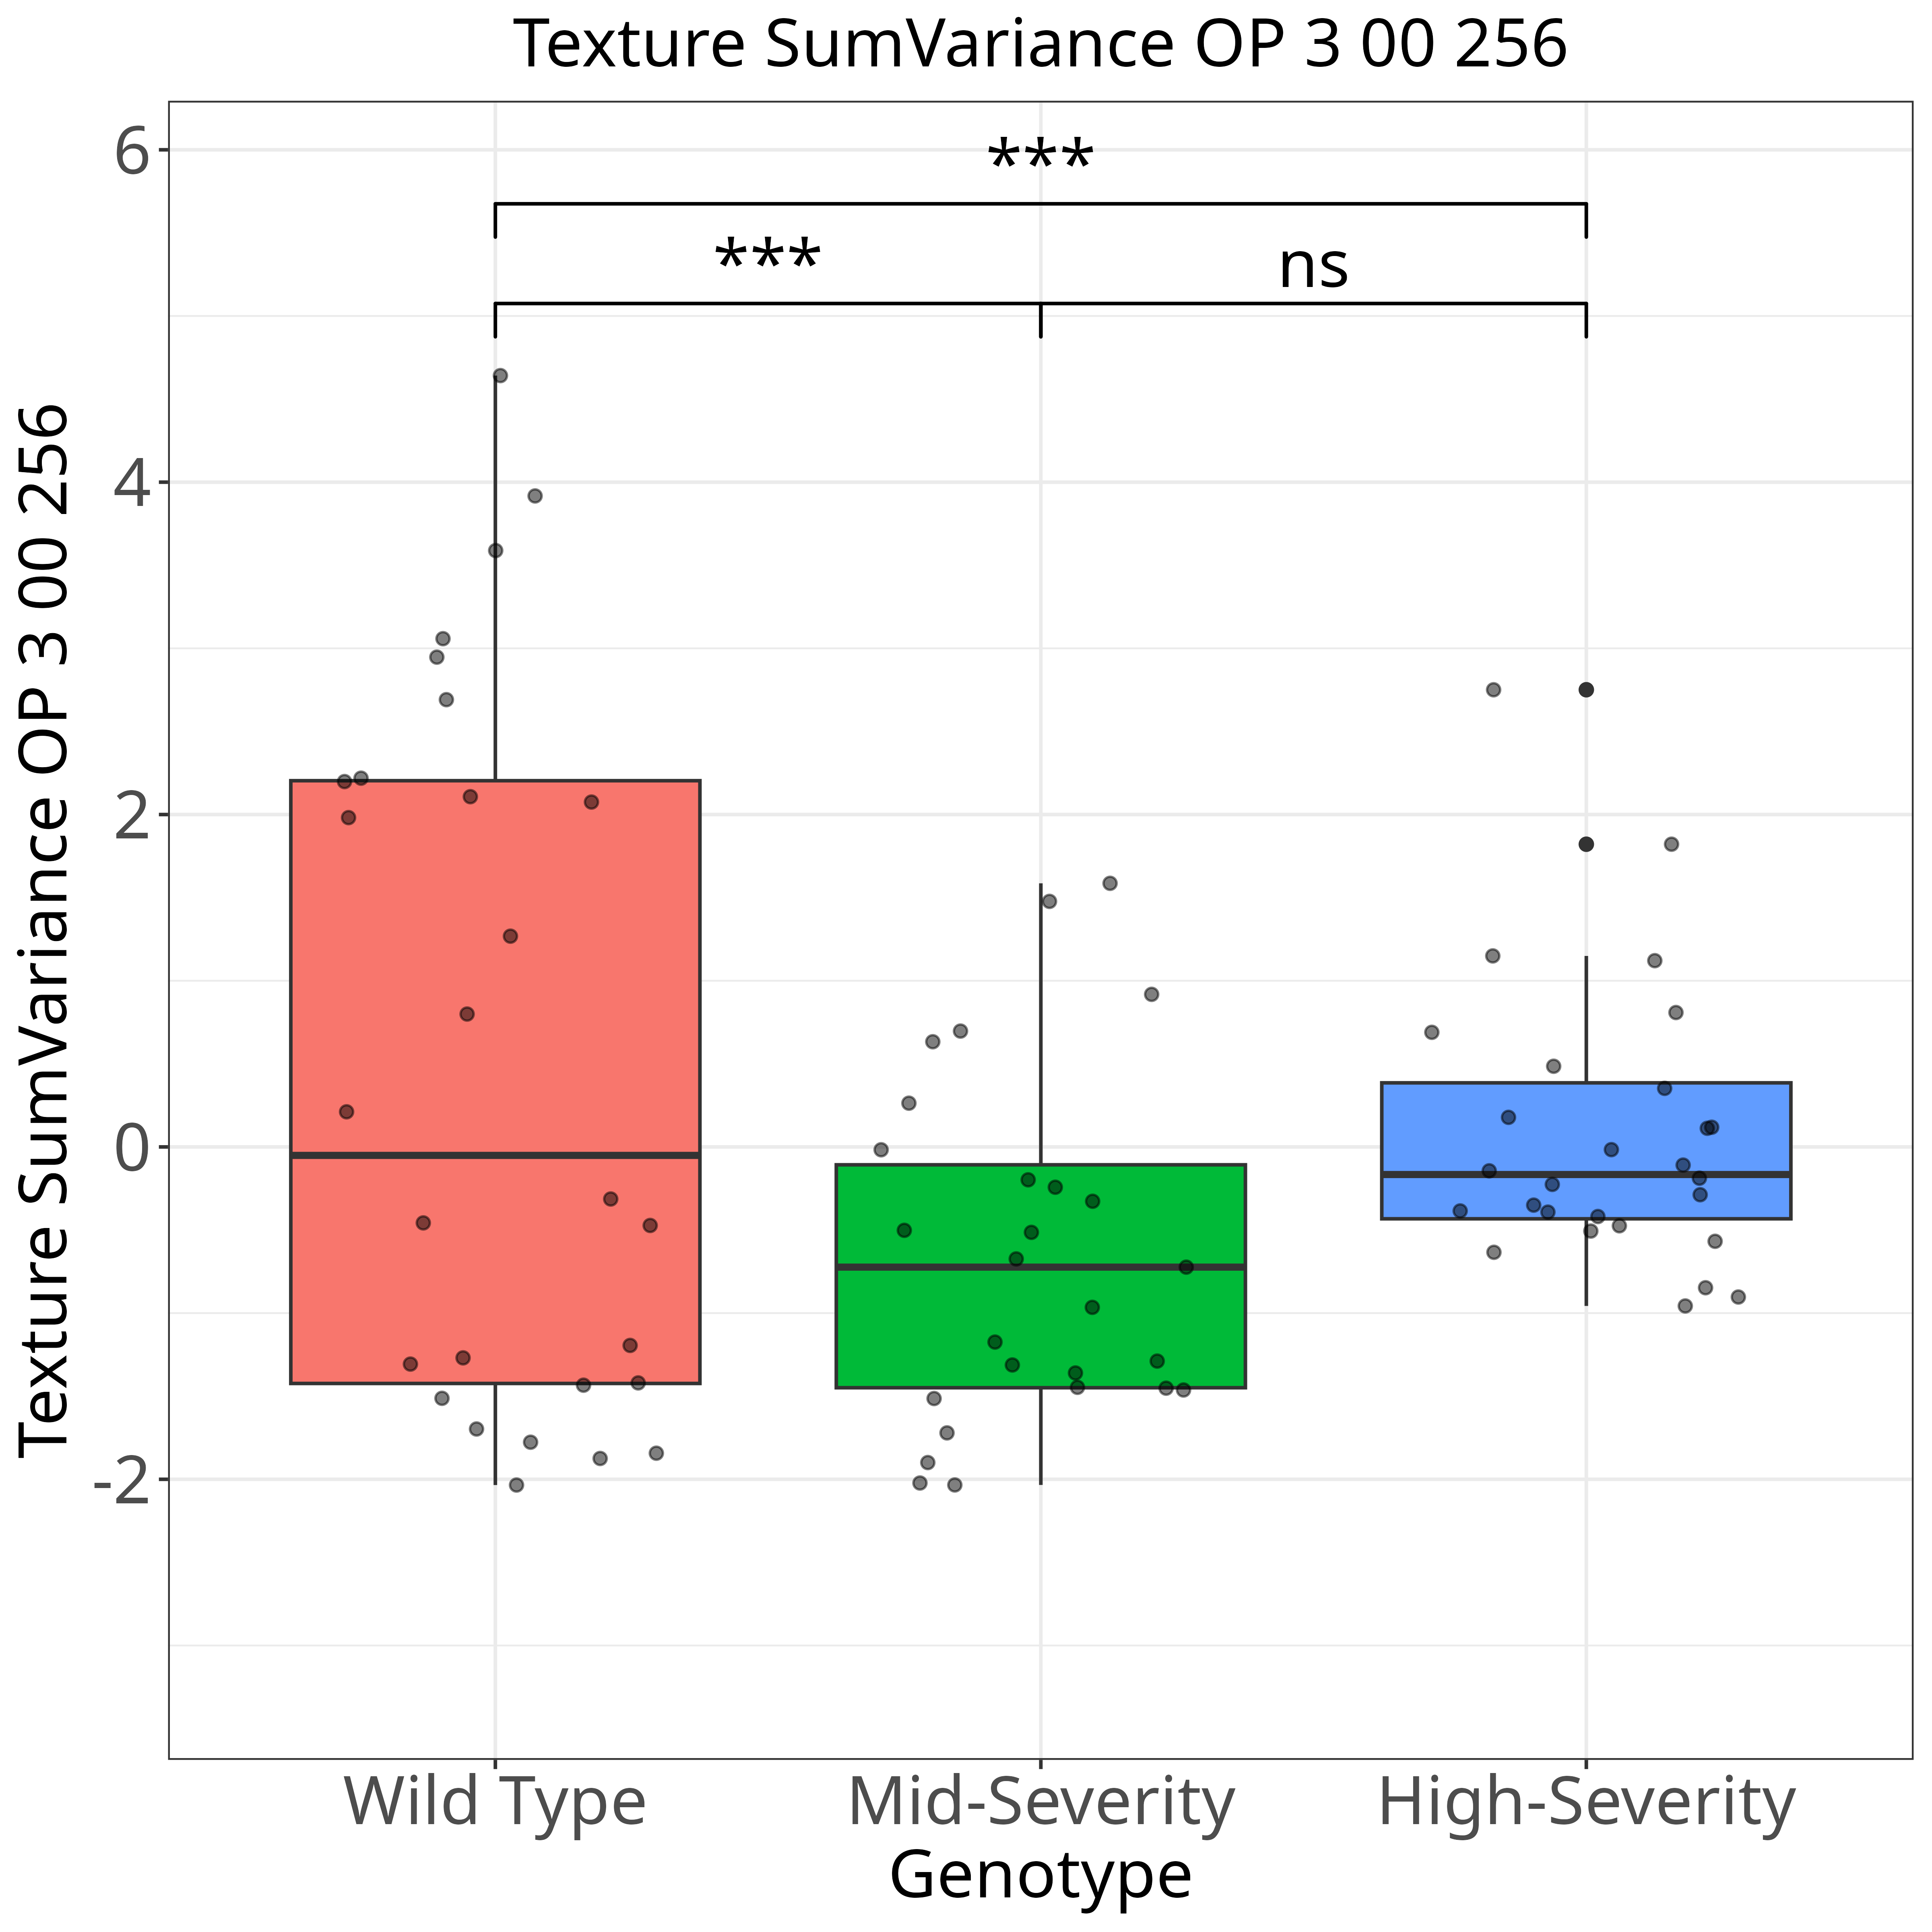 Texture SumVariance OP 3 00 256
Texture SumVariance OP 3 00 256
6
4
2
0
-2
***
***
ns
Wild Type
Mid-Severity
High-Severity
Genotype